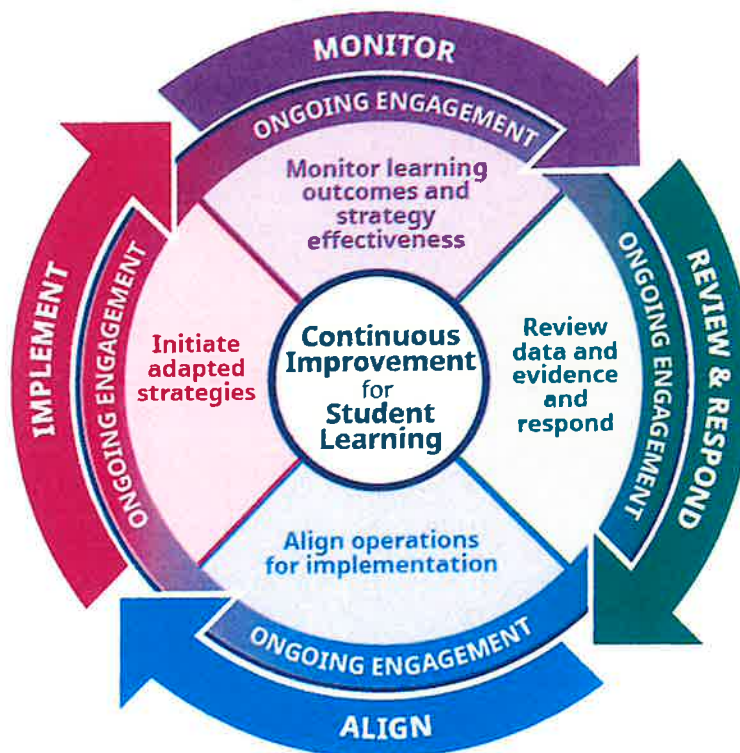 MONITOR
ONGOING ENGAGEMENT
Monitor learning
outcomes and
strategy
effectiveness
REVIEW & RESPOND
ONGOING ENGAGEMENT
Review
data and
evidence
and
respond
ALIGN
ONGOING ENGAGEMENT
Align operations
for implementation
IMPLEMENT
ONGOING ENGAGEMENT
Initiate
adapted
strategies
Continuous
Improvement
for
Student
Learning